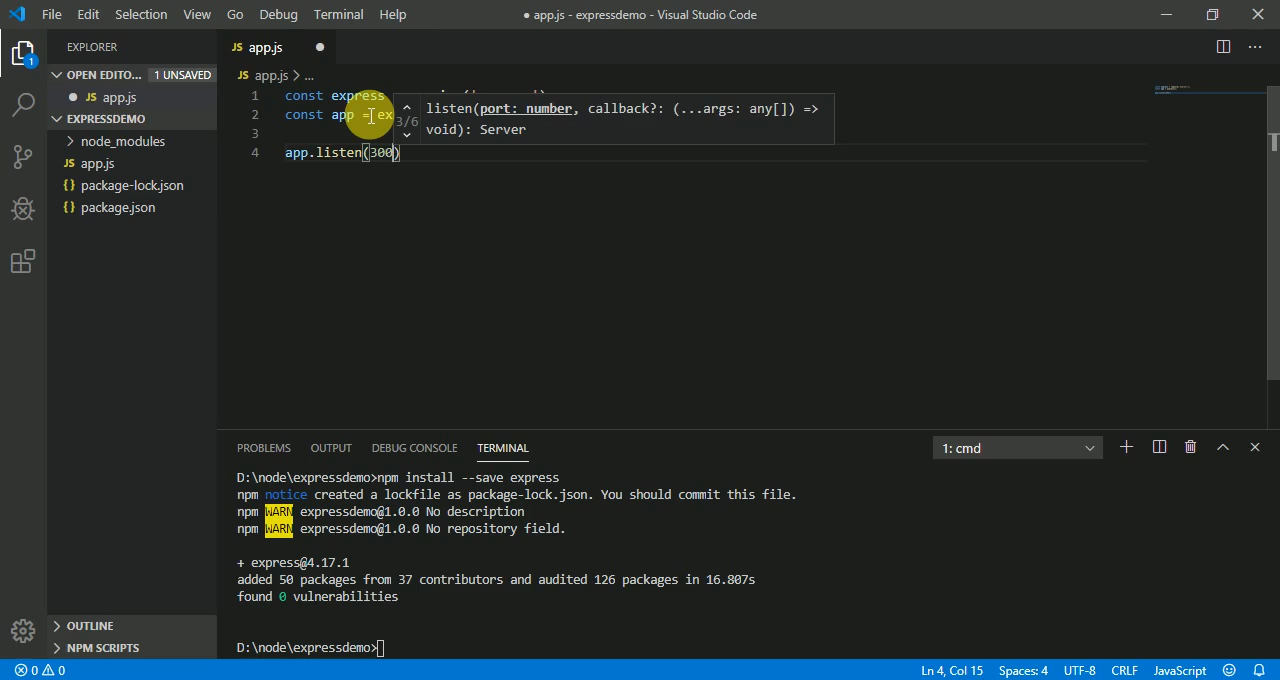 File Edit Selection View Go Debug Terminal Help ● app.js - expressdemo - Visual Studio Code
EXPLORER
JS app.js ●
OPEN EDITO... 1 UNSAVED
● JS app.js
EXPRESSDEMO
node_modules
JS app.js
{} package-lock.json
{} package.json
OUTLINE
NPM SCRIPTS
1
JS app.js > ...
1 const express
2 const app = ex
3
4 app.listen(300)
3/6
listen(port: number, callback?: (...args: any[]) =>
void): Server
PROBLEMS OUTPUT DEBUG CONSOLE TERMINAL 1: cmd
D:\node\expressdemo>npm install --save express
npm notice created a lockfile as package-lock.json. You should commit this file.
npm WARN expressdemo@1.0.0 No description
npm WARN expressdemo@1.0.0 No repository field.
+ express@4.17.1
added 50 packages from 37 contributors and audited 126 packages in 16.807s
found 0 vulnerabilities
D:\node\expressdemo>
0 0 Ln 4, Col 15 Spaces: 4 UTF-8 CRLF JavaScript